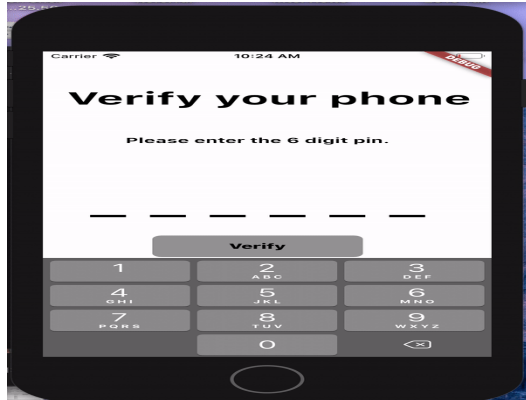 Carrier 10:24 AM
DEBUG
Verify your phone
Please enter the 6 digit pin.
Verify
1 2 3
ABC DEF
4 5 6
GHI JKL MNO
7 8 9
PQRS TUV WXYZ
0